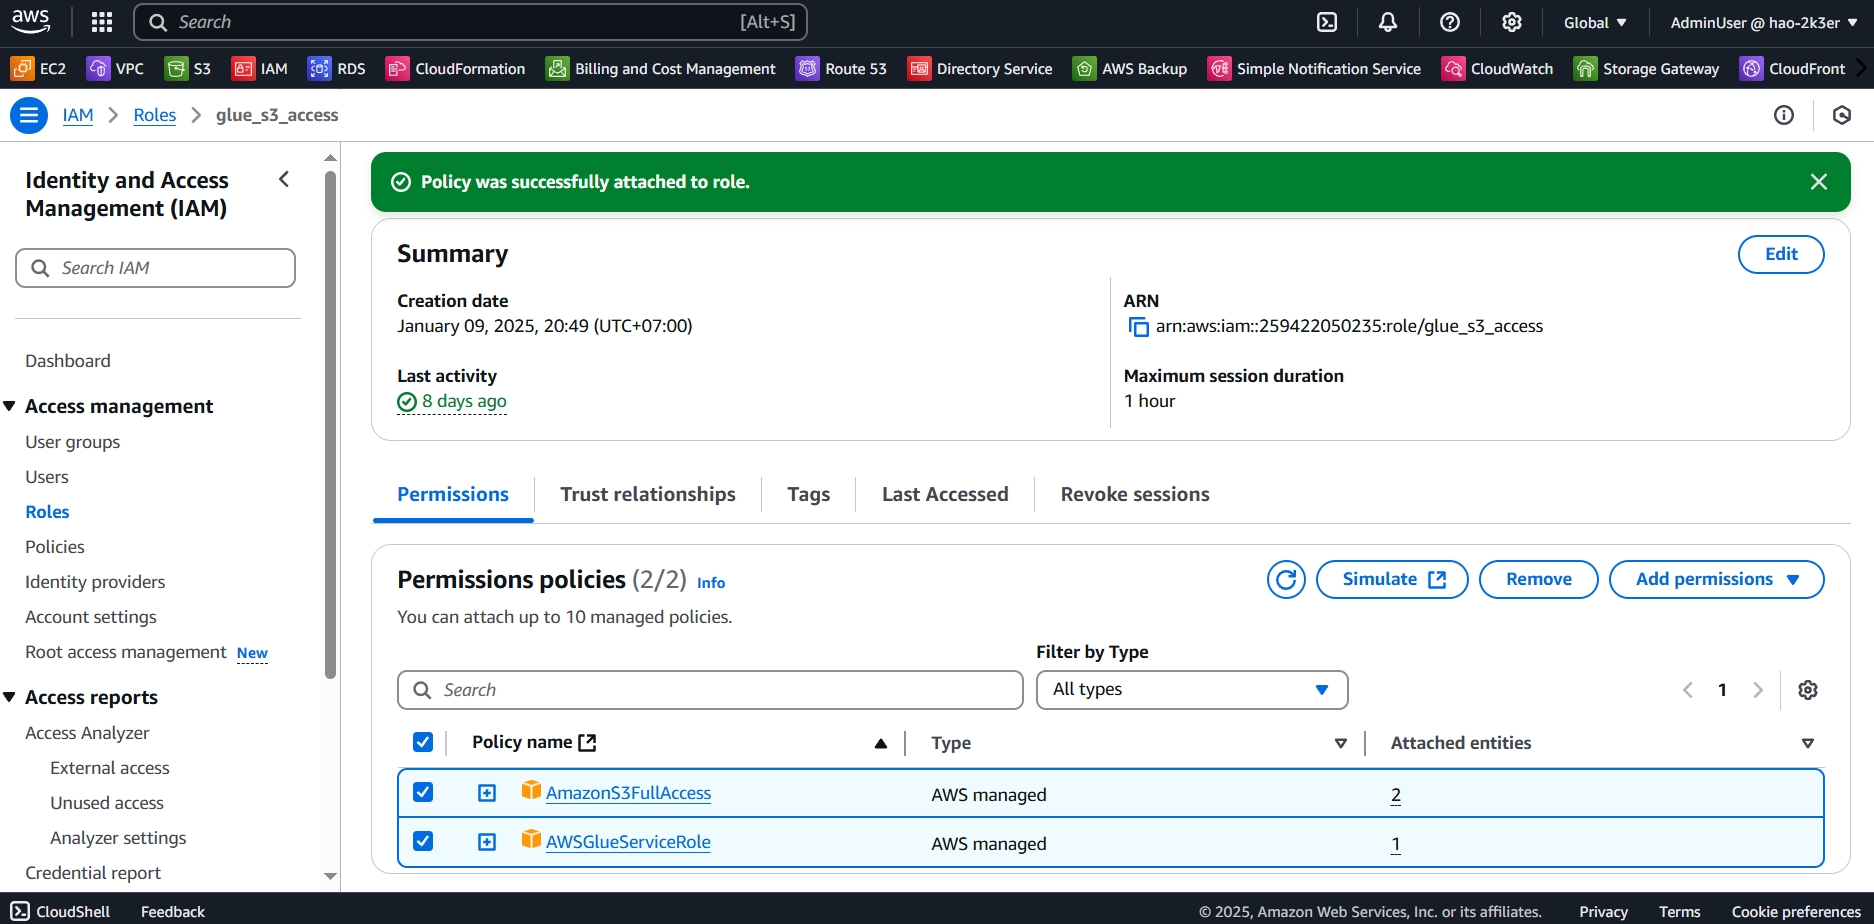 aws
Search [Alt+S] Global AdminUser @ hao-2k3er
EC2 VPC S3 IAM RDS CloudFormation Billing and Cost Management Route 53 Directory Service AWS Backup Simple Notification Service CloudWatch Storage Gateway CloudFront
IAM Roles glue_s3_access
Identity and Access
Management (IAM)
Search IAM
Dashboard
Access management
User groups
Users
Roles
Policies
Identity providers
Account settings
Root access management New
Access reports
Access Analyzer
External access
Unused access
Analyzer settings
Credential report
Policy was successfully attached to role.
Summary
Edit
Creation date
January 09, 2025, 20:49 (UTC+07:00)
ARN
arn:aws:iam::259422050235:role/glue_s3_access
Last activity
8 days ago
Maximum session duration
1 hour
Permissions Trust relationships Tags Last Accessed Revoke sessions
Permissions policies (2/2) Info
Simulate Remove Add permissions
You can attach up to 10 managed policies.
Filter by Type
Search
All types
1
Policy name Type Attached entities
AmazonS3FullAccess AWS managed 2
AWSGlueServiceRole AWS managed 1
CloudShell Feedback © 2025, Amazon Web Services, Inc. or its affiliates. Privacy Terms Cookie preferences